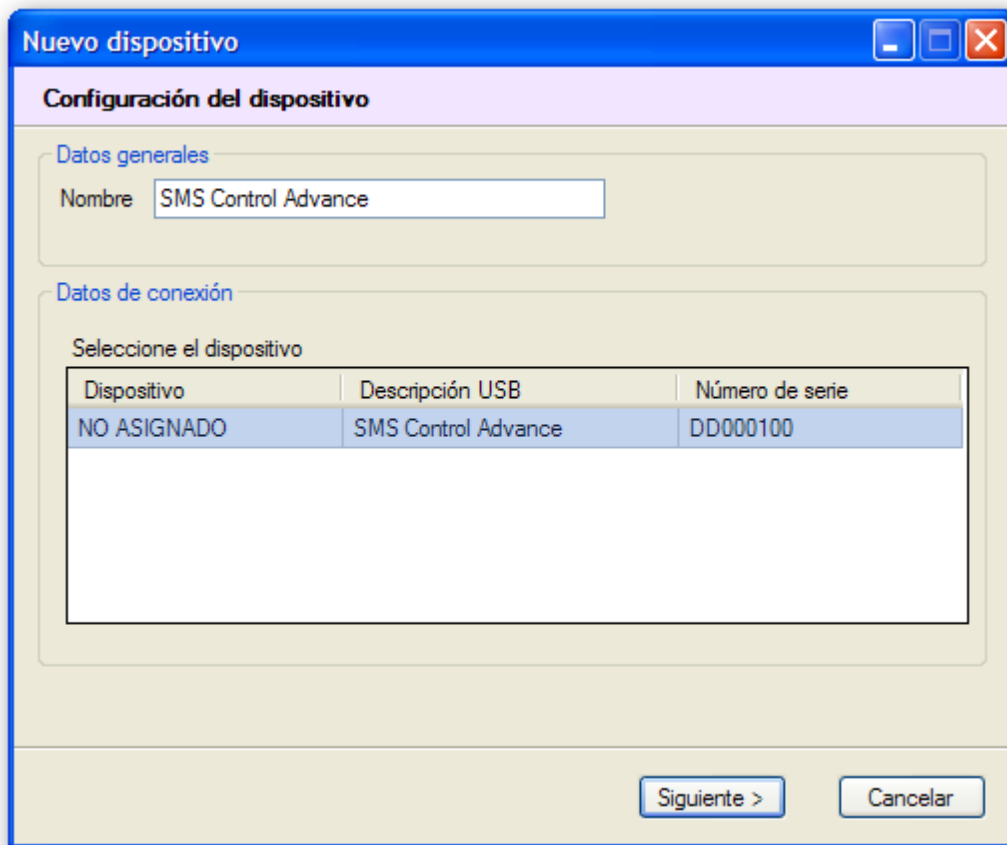 Nuevo dispositivo
Configuración del dispositivo
Datos generales
Nombre SMS Control Advance
Datos de conexión
Seleccione el dispositivo
Dispositivo Descripción USB Número de serie
NO ASIGNADO SMS Control Advance DD000100
Siguiente > Cancelar